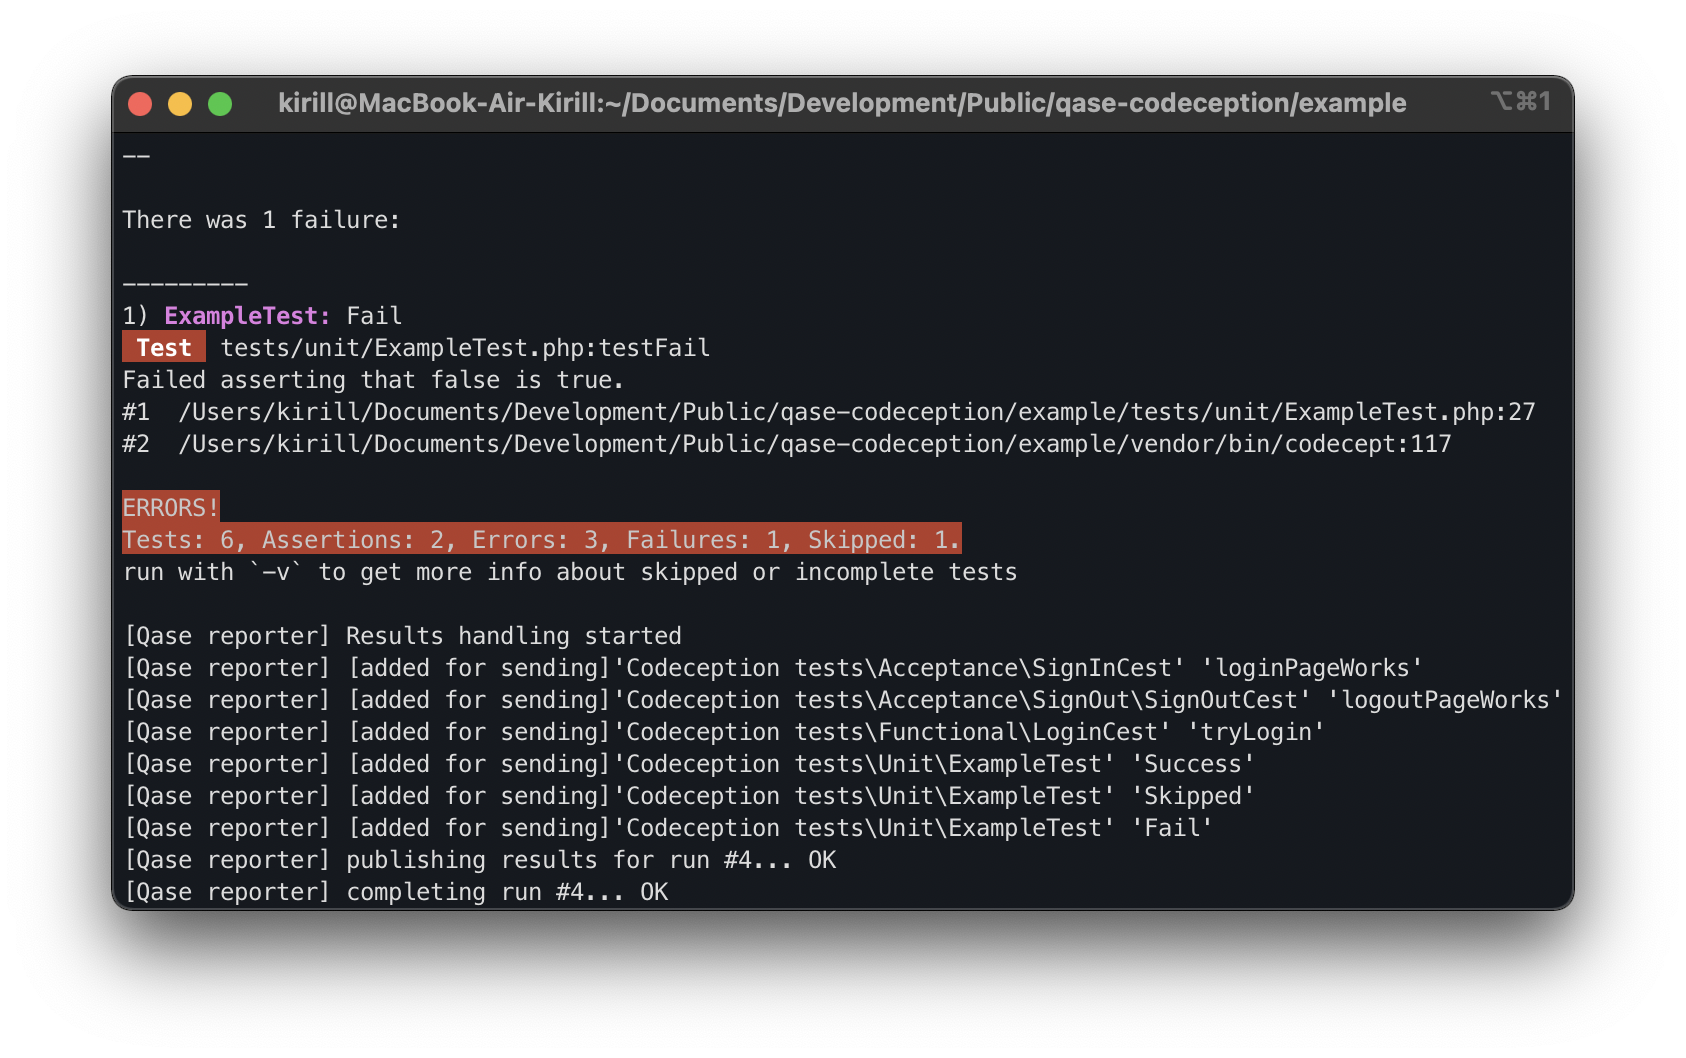 kirill@MacBook-Air-Kirill:~/Documents/Development/Public/qase-codeception/example ⌥⌘1
--
There was 1 failure:
---------
1) ExampleTest: Fail
Test tests/unit/ExampleTest.php:testFail
Failed asserting that false is true.
#1 /Users/kirill/Documents/Development/Public/qase-codeception/example/tests/unit/ExampleTest.php:27
#2 /Users/kirill/Documents/Development/Public/qase-codeception/example/vendor/bin/codecept:117
ERRORS!
Tests: 6, Assertions: 2, Errors: 3, Failures: 1, Skipped: 1.
run with `-v` to get more info about skipped or incomplete tests
[Qase reporter] Results handling started
[Qase reporter] [added for sending]'Codeception tests\Acceptance\SignInCest' 'loginPageWorks'
[Qase reporter] [added for sending]'Codeception tests\Acceptance\SignOut\SignOutCest' 'logoutPageWorks'
[Qase reporter] [added for sending]'Codeception tests\Functional\LoginCest' 'tryLogin'
[Qase reporter] [added for sending]'Codeception tests\Unit\ExampleTest' 'Success'
[Qase reporter] [added for sending]'Codeception tests\Unit\ExampleTest' 'Skipped'
[Qase reporter] [added for sending]'Codeception tests\Unit\ExampleTest' 'Fail'
[Qase reporter] publishing results for run #4... OK
[Qase reporter] completing run #4... OK